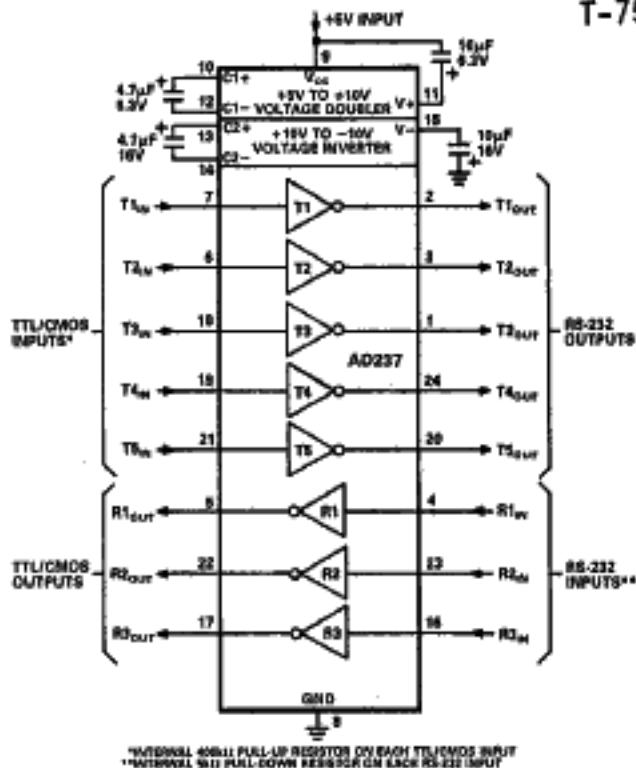 T-75
+5V INPUT
10µF
6.3V
9
VCC
10
C1+
4.7µF
6.3V
12
C1−
+5V TO +10V
VOLTAGE DOUBLER
V+
11
13
C2+
4.7µF
16V
C2−
14
+10V TO −10V
VOLTAGE INVERTER
V−
15
10µF
16V
T1IN
7
T1
2
T1OUT
T2IN
6
T2
3
T2OUT
TTL/CMOS
INPUTS*
T3IN
18
T3
1
T3OUT
RS-232
OUTPUTS
AD237
T4IN
19
T4
24
T4OUT
T5IN
21
T5
20
T5OUT
R1OUT
5
R1
4
R1IN
TTL/CMOS
OUTPUTS
R2OUT
22
R2
23
R2IN
RS-232
INPUTS**
R3OUT
17
R3
16
R3IN
GND
8
*INTERNAL 400kΩ PULL-UP RESISTOR ON EACH TTL/CMOS INPUT
**INTERNAL 5kΩ PULL-DOWN RESISTOR ON EACH RS-232 INPUT